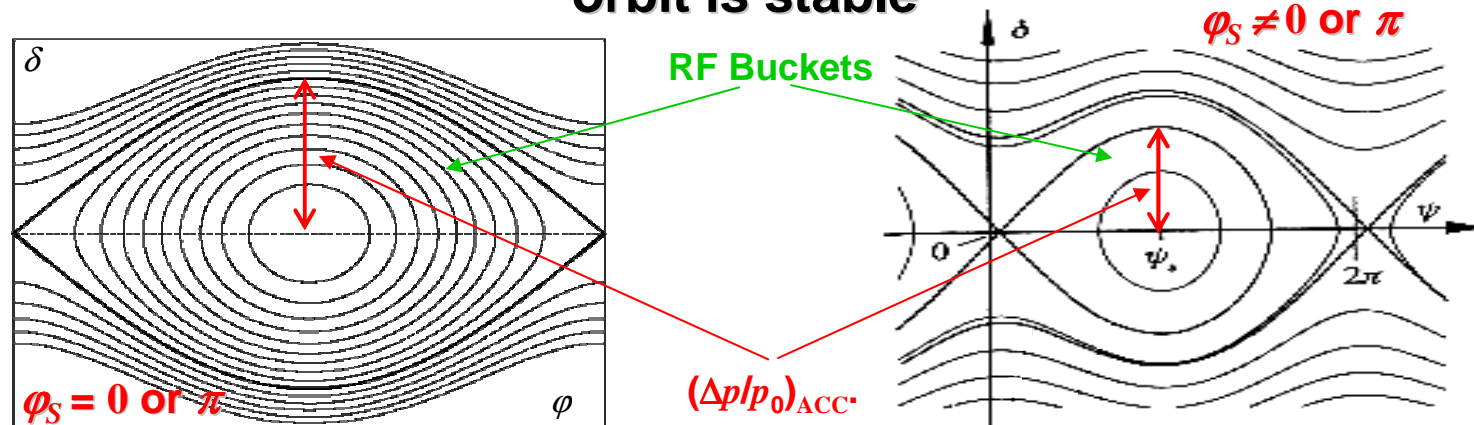 orbit is stable
δ
RF Buckets
φS ≠ 0 or π
δ
0
ψs
2π
ψ
φS = 0 or π
φ
(Δp/p0)ACC.